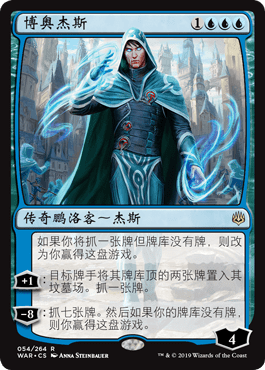 博奥杰斯 1
传奇鹏洛客～杰斯
如果你将抓一张牌但牌库没有牌，则改
为你赢得这盘游戏。
+1：目标牌手将其牌库顶的两张牌置入其
坟墓场。抓一张牌。
-8：抓七张牌。然后如果你的牌库没有牌，
则你赢得这盘游戏。
4
054/264 R
WAR • CS ANNA STEINBAUER
™ & © 2019 Wizards of the Coast